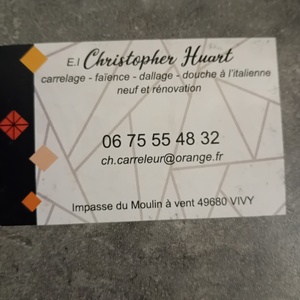 E.I Christopher Huart
carrelage - faïence - dallage - douche à l'italienne
neuf et rénovation
06 75 55 48 32
ch.carreleur@orange.fr
Impasse du Moulin à vent 49680 VIVY